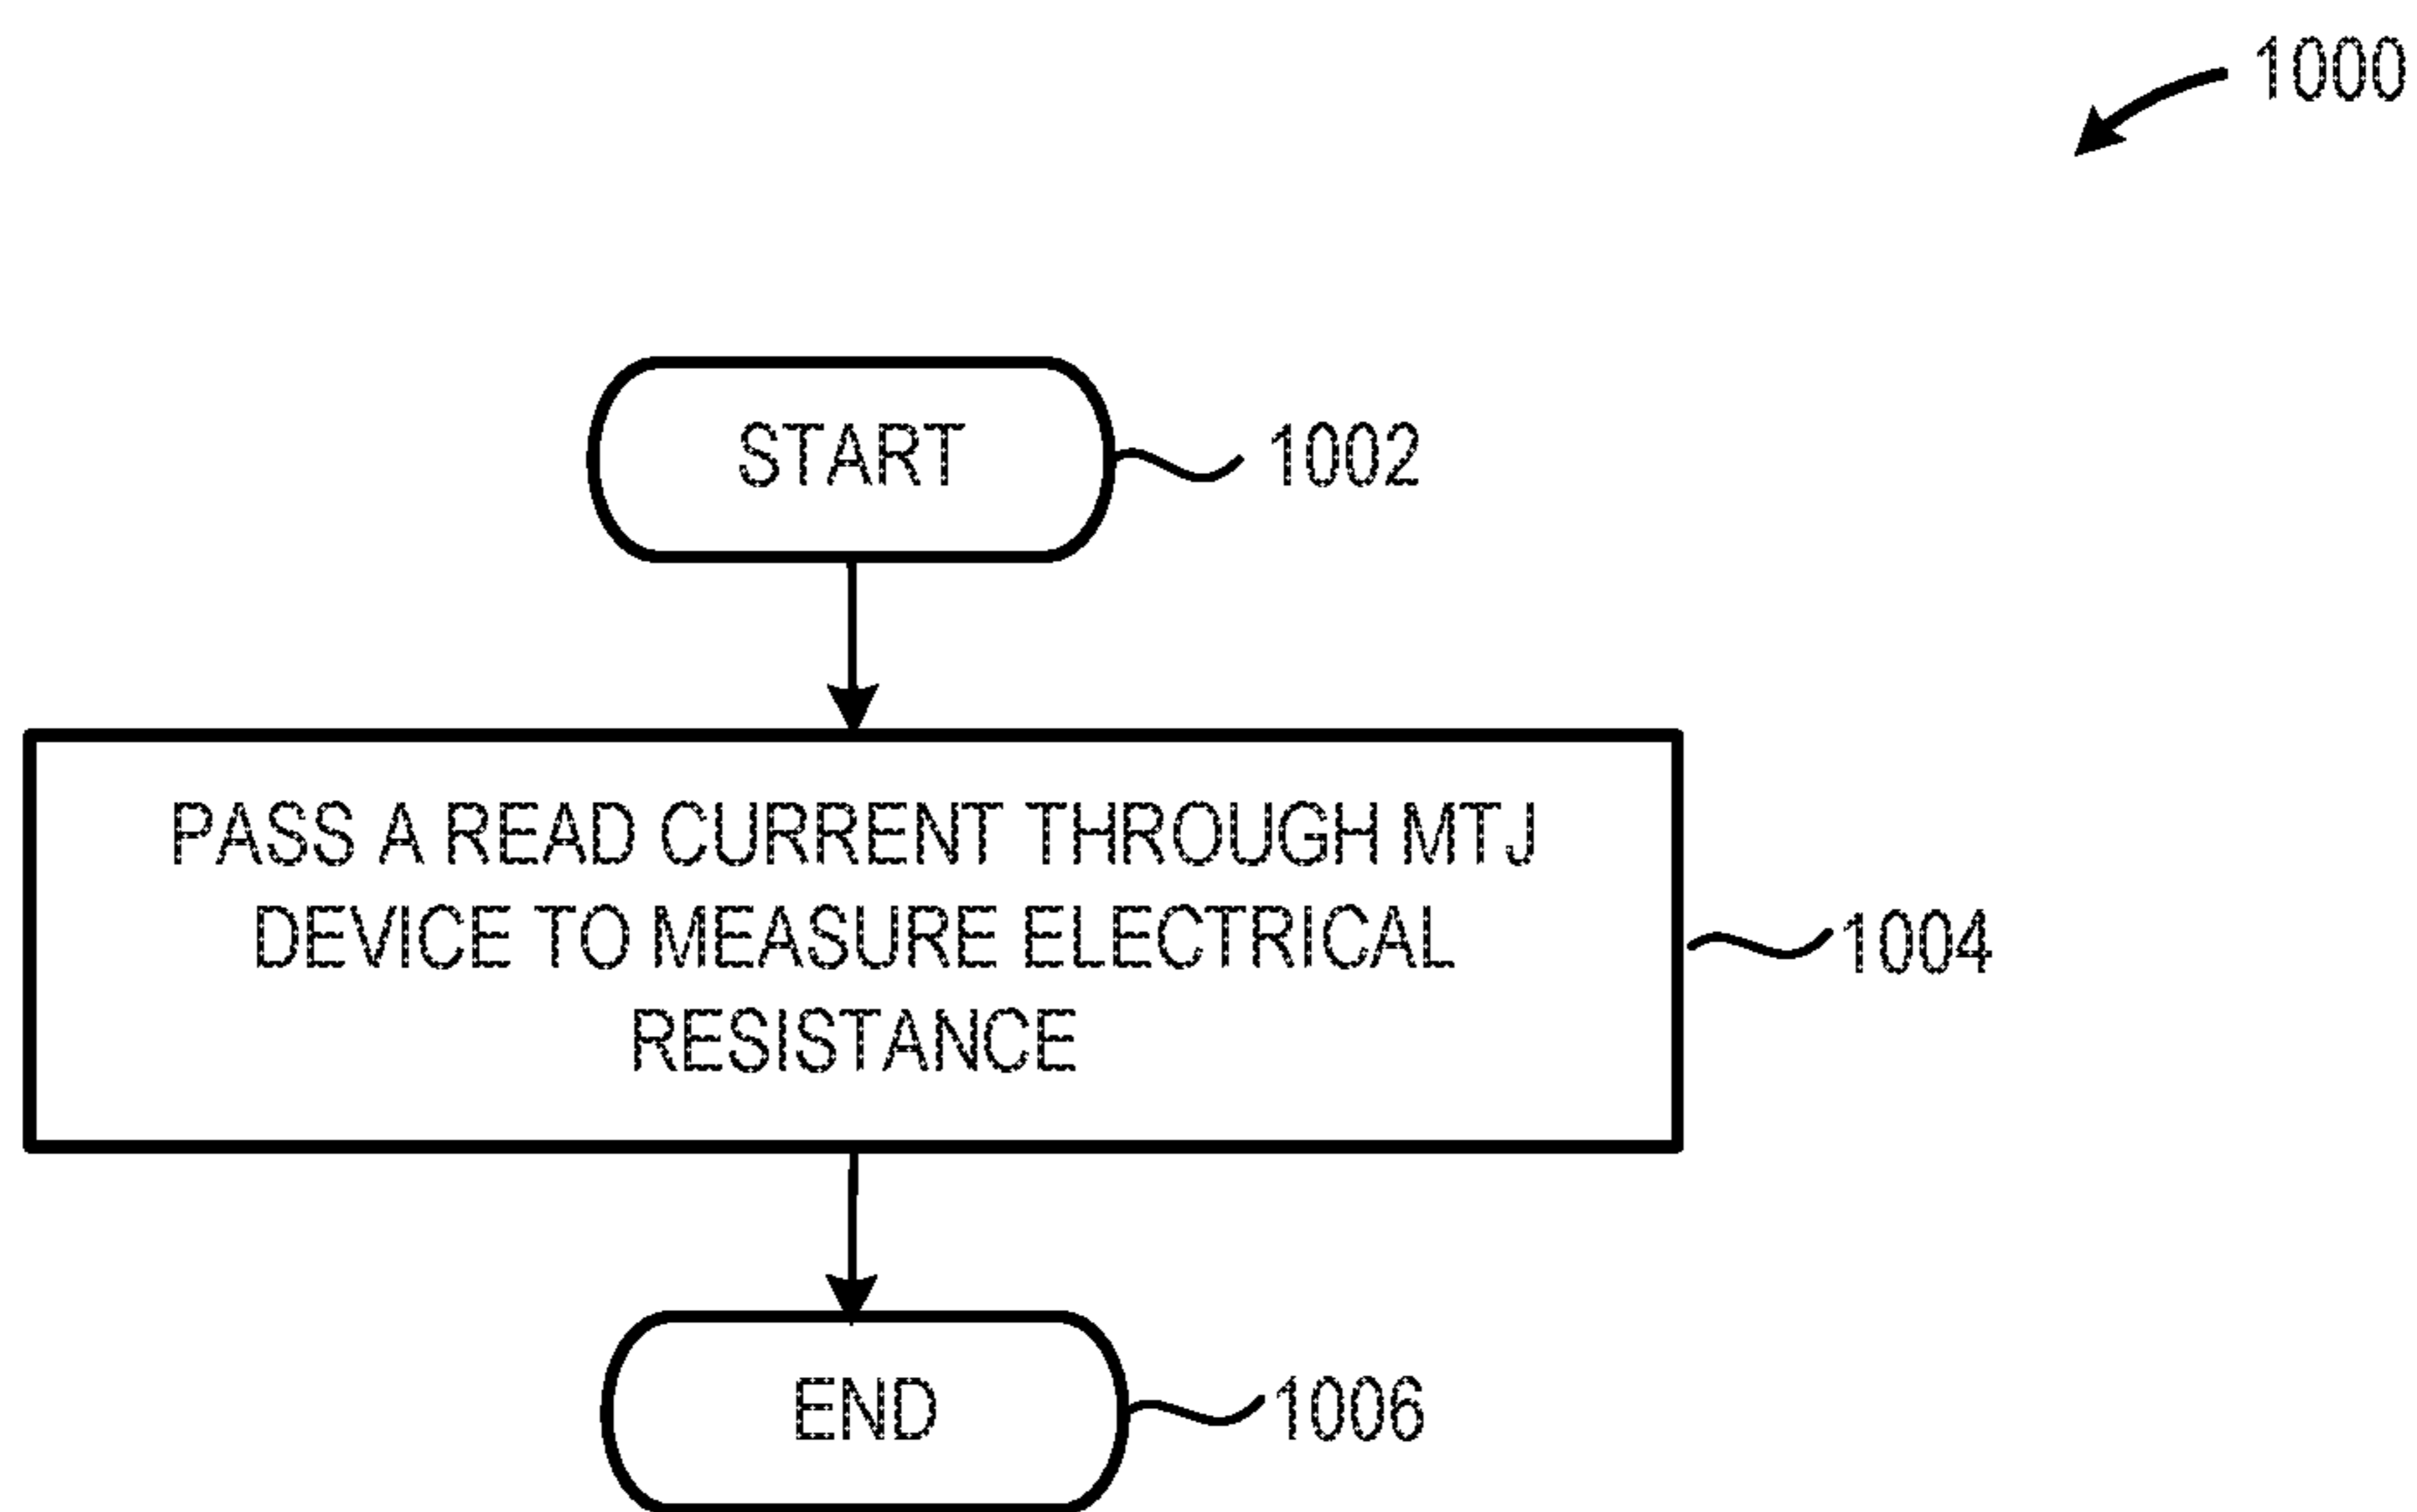 1000
START
1002
PASS A READ CURRENT THROUGH MTJ
DEVICE TO MEASURE ELECTRICAL
RESISTANCE
1004
END
1006